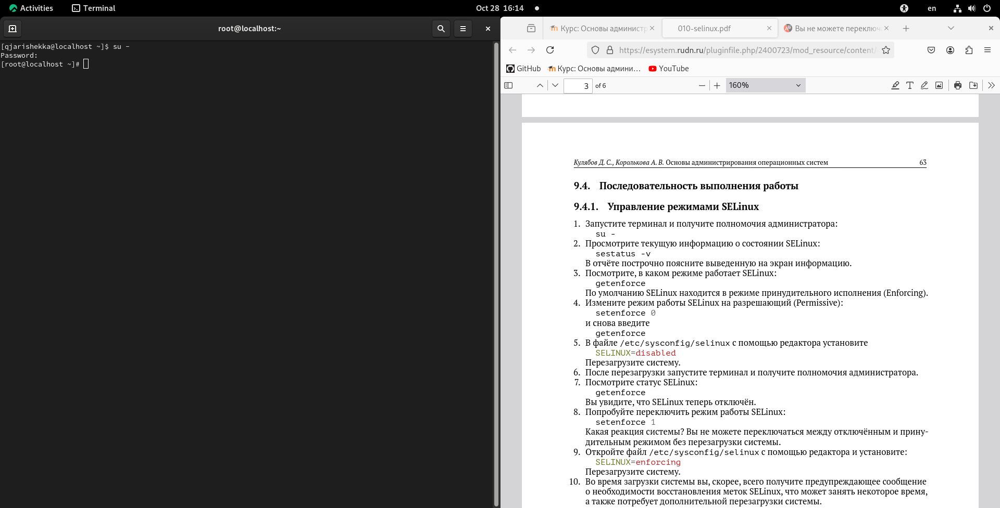 Activities
Terminal
Oct 28 16:14
en
root@localhost:~
[qjarishekka@localhost ~]$ su -
Password:
[root@localhost ~]#
Курс: Основы администр
010-selinux.pdf
Вы не можете переключ
https://esystem.rudn.ru/pluginfile.php/2400723/mod_resource/content/
GitHub
Курс: Основы админи…
YouTube
3 of 6
160%
Кулябов Д. С., Королькова А. В. Основы администрирования операционных систем 63
9.4. Последовательность выполнения работы
9.4.1. Управление режимами SELinux
1. Запустите терминал и получите полномочия администратора:
su -
2. Просмотрите текущую информацию о состоянии SELinux:
sestatus -v
В отчёте построчно поясните выведенную на экран информацию.
3. Посмотрите, в каком режиме работает SELinux:
getenforce
По умолчанию SELinux находится в режиме принудительного исполнения (Enforcing).
4. Измените режим работы SELinux на разрешающий (Permissive):
setenforce 0
и снова введите
getenforce
5. В файле /etc/sysconfig/selinux с помощью редактора установите
SELINUX=disabled
Перезагрузите систему.
6. После перезагрузки запустите терминал и получите полномочия администратора.
7. Посмотрите статус SELinux:
getenforce
Вы увидите, что SELinux теперь отключён.
8. Попробуйте переключить режим работы SELinux:
setenforce 1
Какая реакция системы? Вы не можете переключаться между отключённым и прину-
дительным режимом без перезагрузки системы.
9. Откройте файл /etc/sysconfig/selinux с помощью редактора и установите:
SELINUX=enforcing
Перезагрузите систему.
10. Во время загрузки системы вы, скорее, всего получите предупреждающее сообщение
о необходимости восстановления меток SELinux, что может занять некоторое время,
а также потребует дополнительной перезагрузки системы.